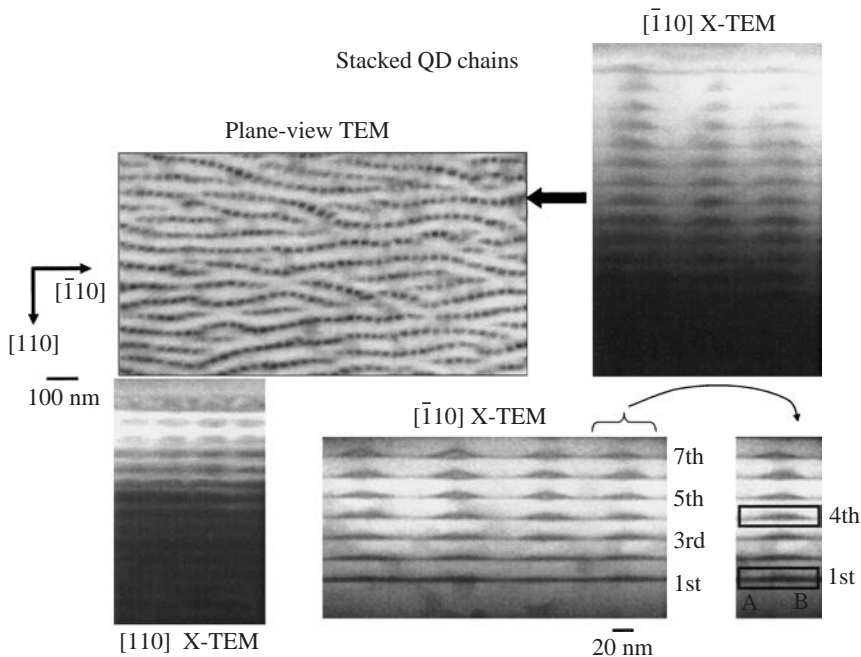 [1̄10] X-TEM
Stacked QD chains
Plane-view TEM
[1̄10]
[110]
100 nm
[1̄10] X-TEM
7th
5th
4th
3rd
1st
1st
A B
20 nm
[110] X-TEM